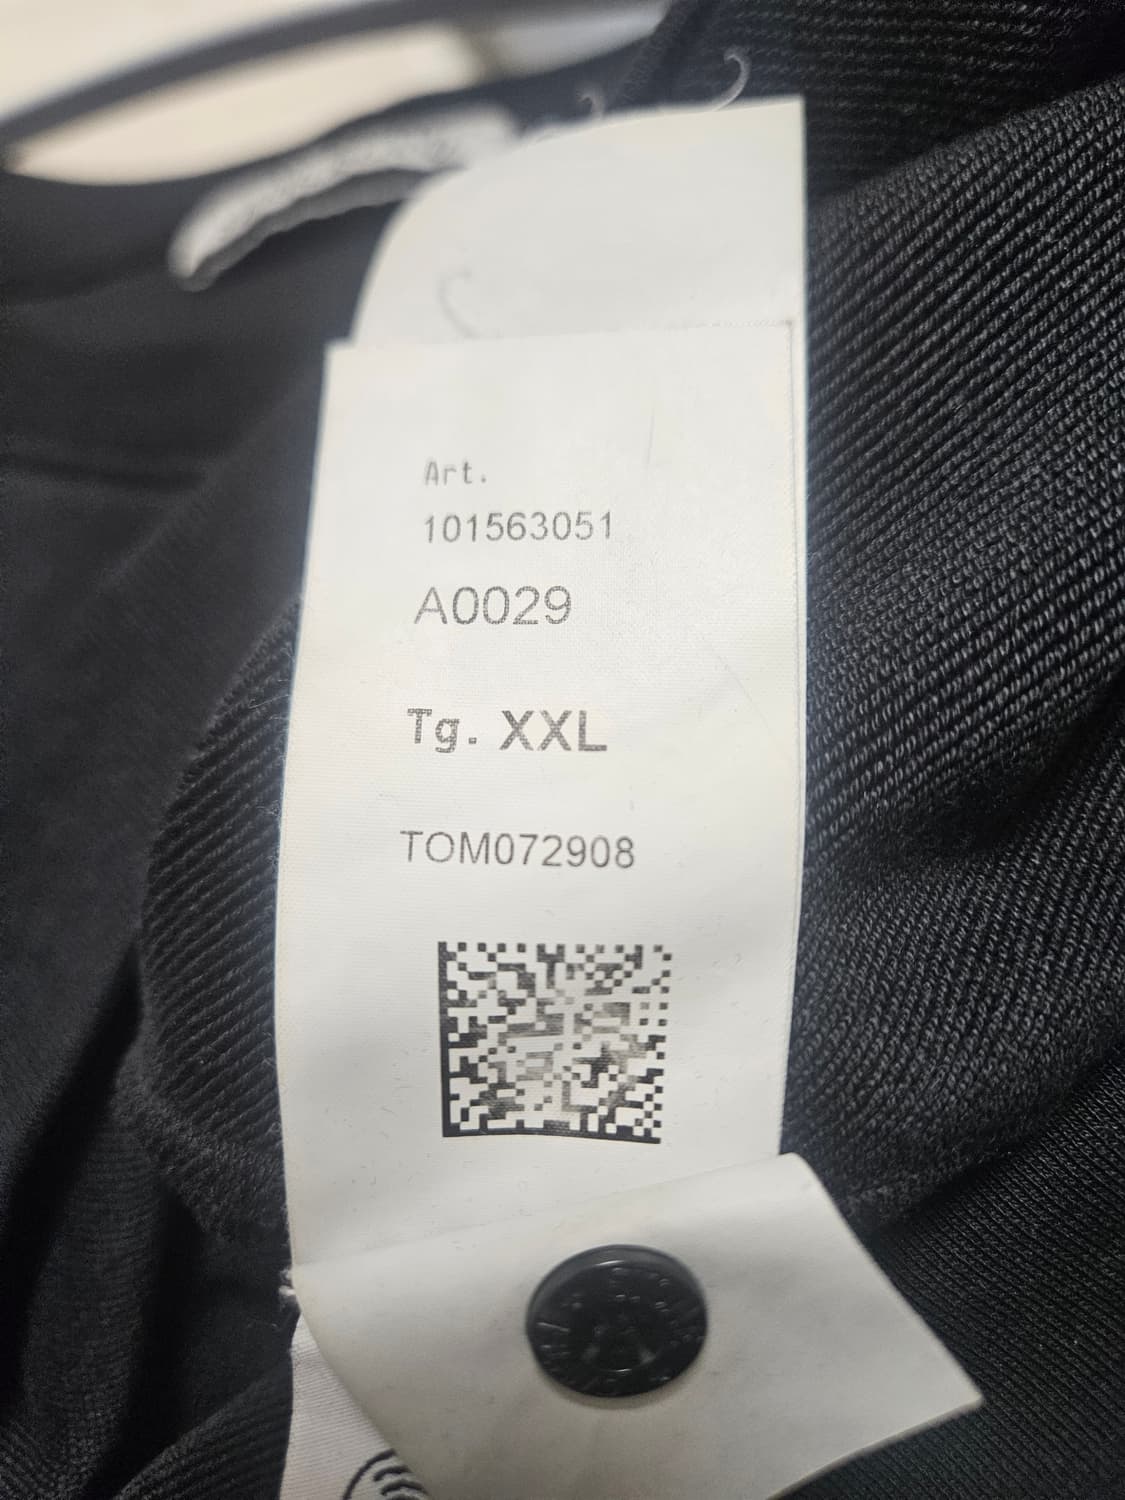 Art.
101563051
A0029
Tg. XXL
TOM072908